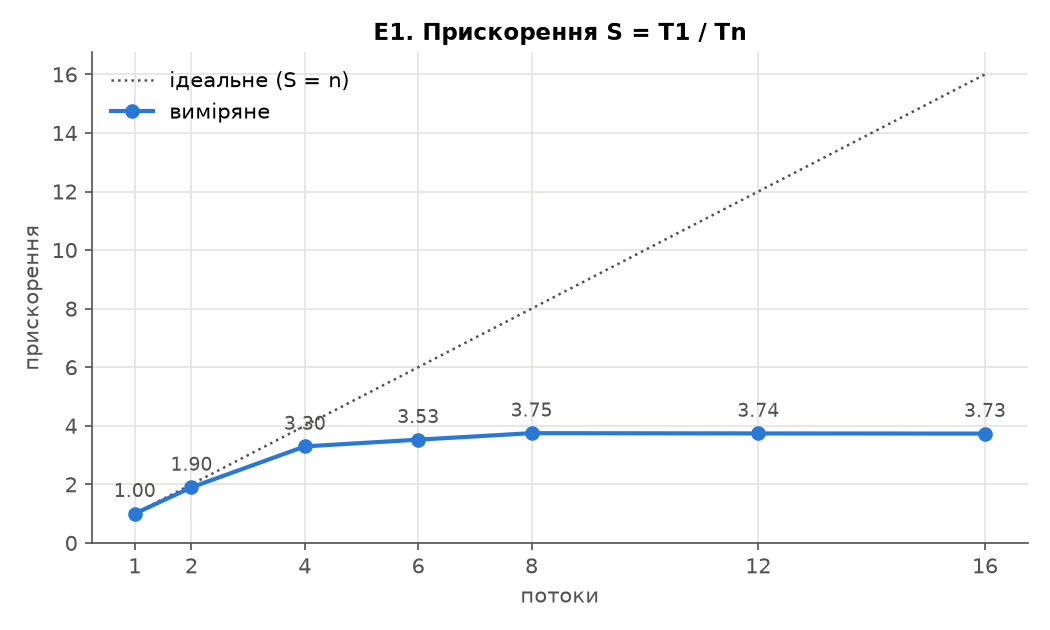 E1. Прискорення S = T1 / Tn
ідеальне (S = n)
виміряне
прискорення
16
14
12
10
8
6
4
2
0
1.00
1.90
3.30
3.53
3.75
3.74
3.73
1 2 4 6 8 12 16
потоки